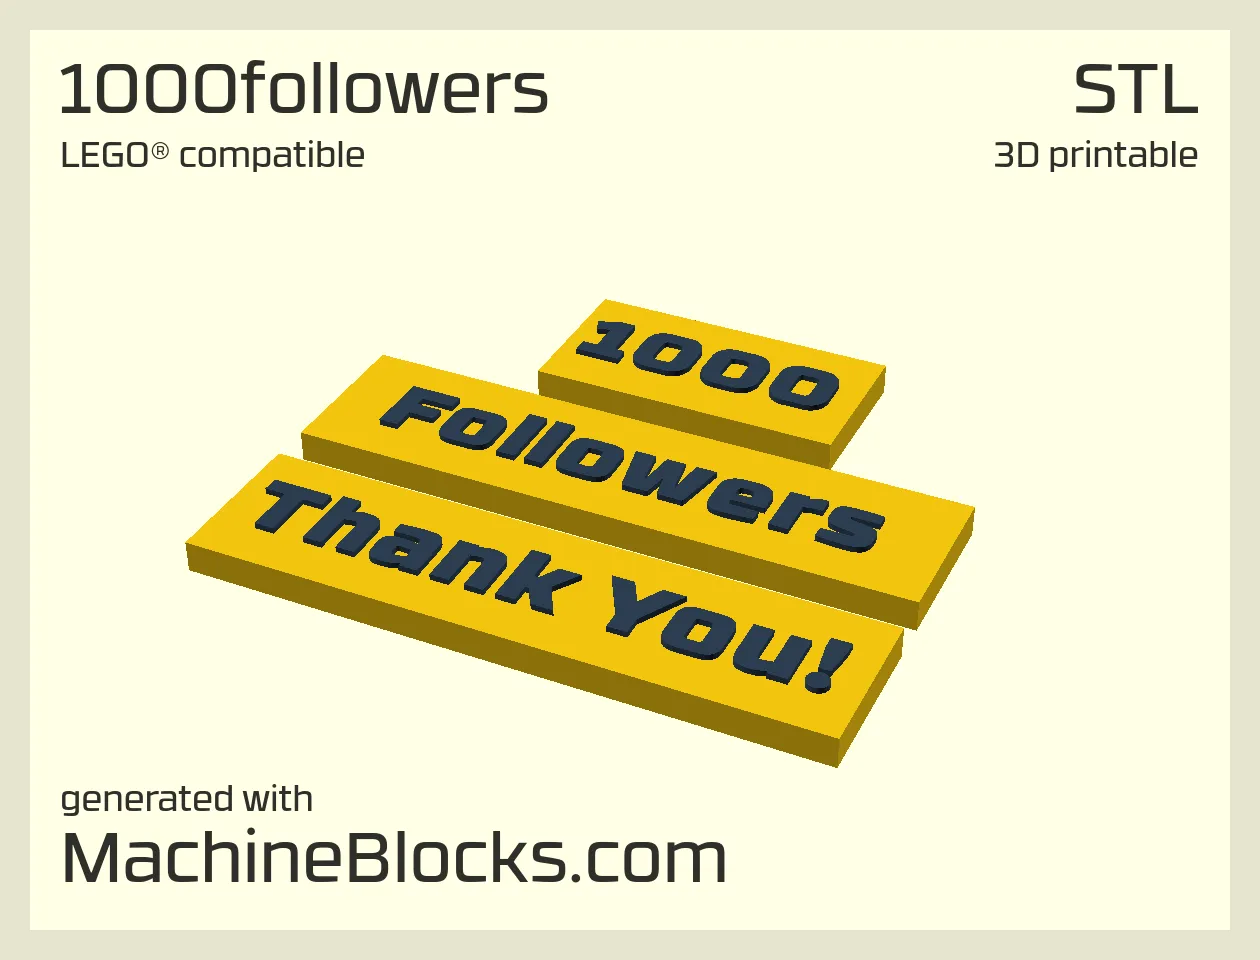 1000followers
STL
LEGO® compatible
3D printable
1000
Followers
Thank You!
generated with
MachineBlocks.com